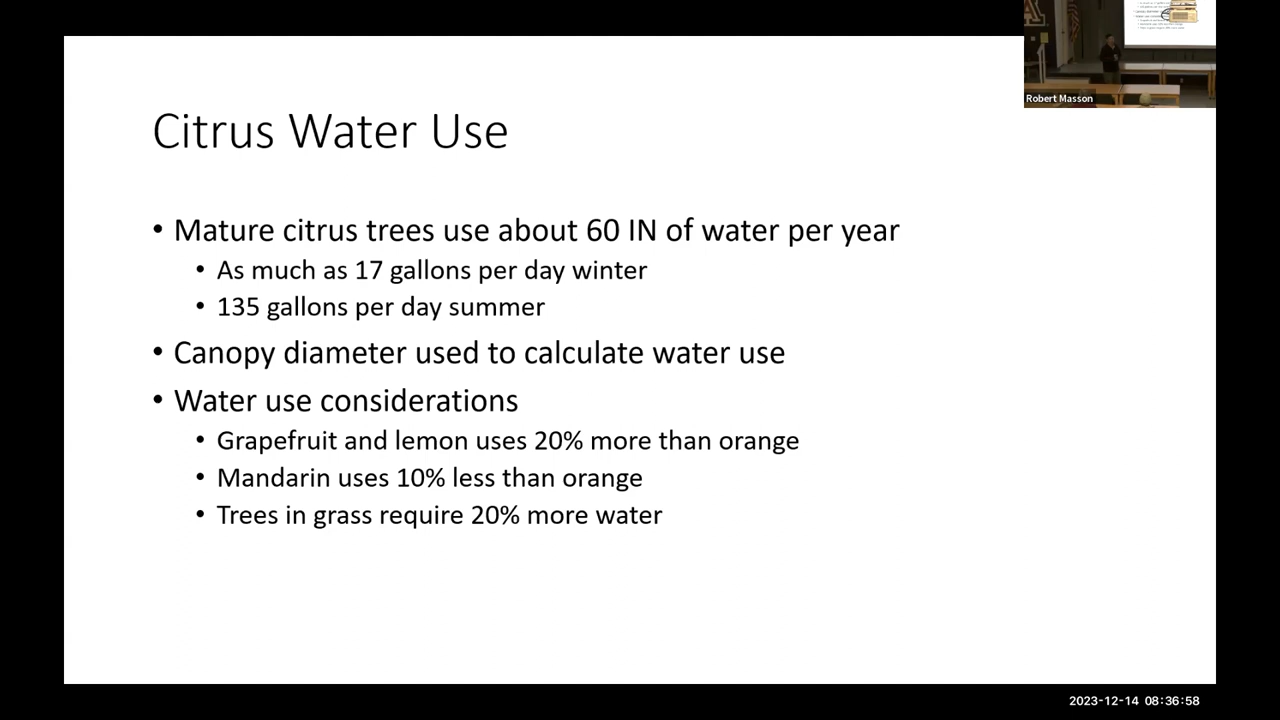 Robert Masson
Citrus Water Use
• Mature citrus trees use about 60 IN of water per year
• As much as 17 gallons per day winter
• 135 gallons per day summer
• Canopy diameter used to calculate water use
• Water use considerations
• Grapefruit and lemon uses 20% more than orange
• Mandarin uses 10% less than orange
• Trees in grass require 20% more water
2023-12-14 08:36:58